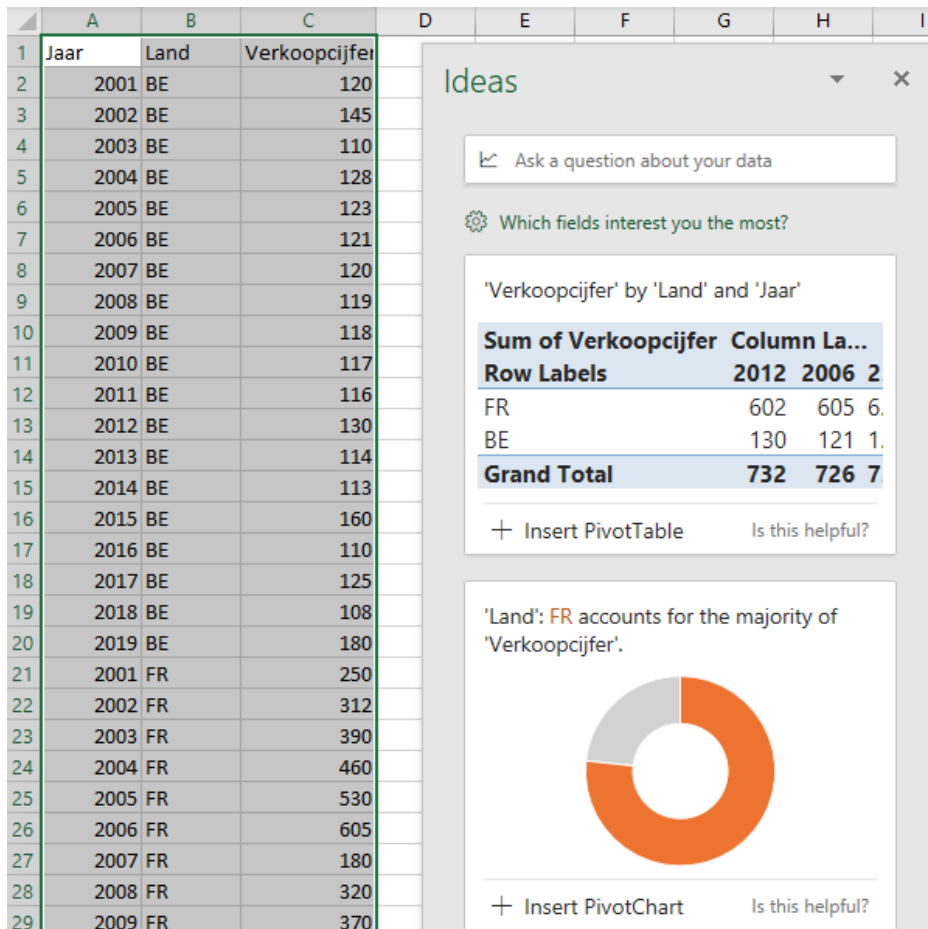 A B C D E F G H I
1 Jaar Land Verkoopcijfer
2 2001 BE 120
3 2002 BE 145
4 2003 BE 110
5 2004 BE 128
6 2005 BE 123
7 2006 BE 121
8 2007 BE 120
9 2008 BE 119
10 2009 BE 118
11 2010 BE 117
12 2011 BE 116
13 2012 BE 130
14 2013 BE 114
15 2014 BE 113
16 2015 BE 160
17 2016 BE 110
18 2017 BE 125
19 2018 BE 108
20 2019 BE 180
21 2001 FR 250
22 2002 FR 312
23 2003 FR 390
24 2004 FR 460
25 2005 FR 530
26 2006 FR 605
27 2007 FR 180
28 2008 FR 320
29 2009 FR 370
Ideas
Ask a question about your data
Which fields interest you the most?
'Verkoopcijfer' by 'Land' and 'Jaar'
Sum of Verkoopcijfer Column La...
Row Labels 2012 2006 2
FR 602 605 6.
BE 130 121 1.
Grand Total 732 726 7
+ Insert PivotTable Is this helpful?
'Land': FR accounts for the majority of
'Verkoopcijfer'.
+ Insert PivotChart Is this helpful?